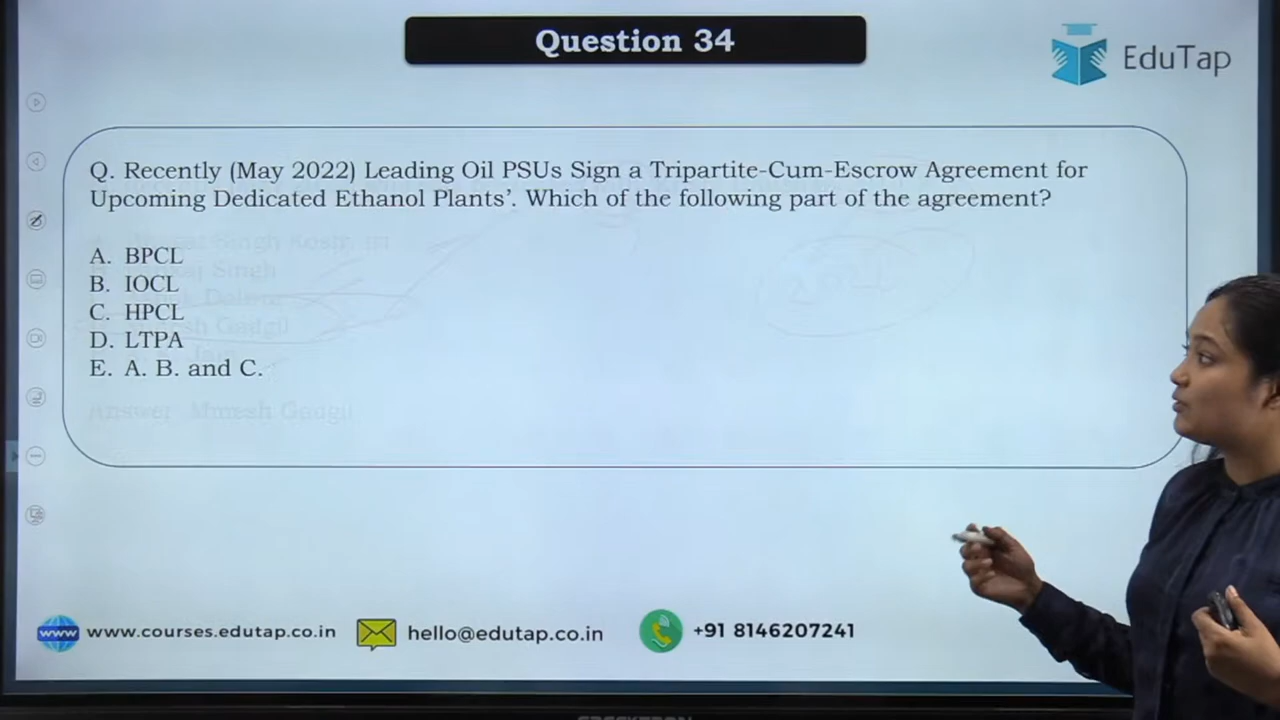 Question 34
EduTap
Q. Recently (May 2022) Leading Oil PSUs Sign a Tripartite-Cum-Escrow Agreement for
Upcoming Dedicated Ethanol Plants’. Which of the following part of the agreement?
A. BPCL
B. IOCL
C. HPCL
D. LTPA
E. A. B. and C.
Answer
www www.courses.edutap.co.in
hello@edutap.co.in
+91 8146207241